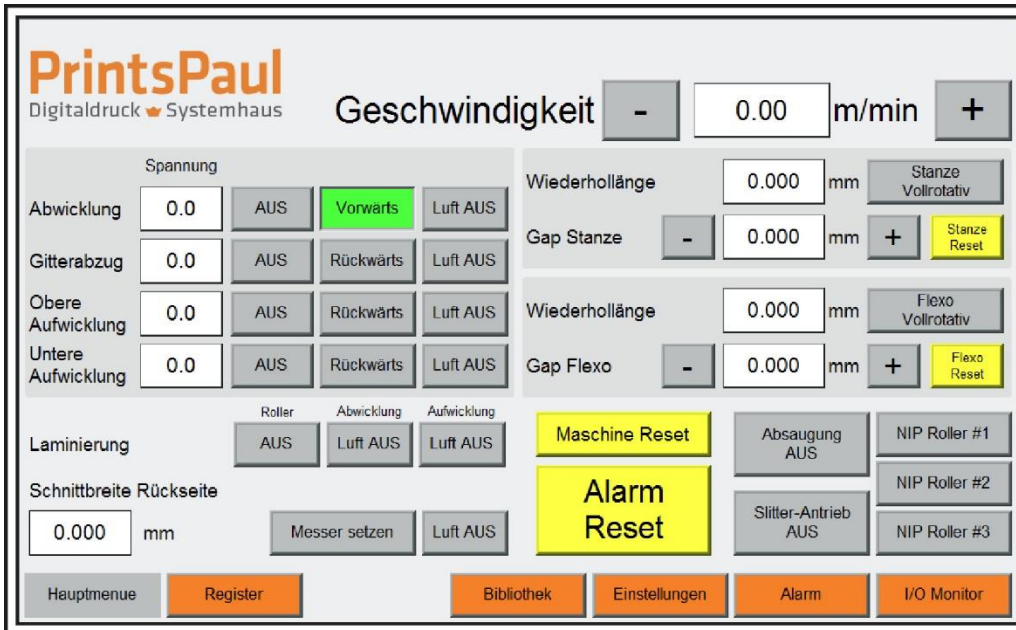 PrintsPaul
Digitaldruck Systemhaus
Geschwindigkeit - 0.00 m/min +
Spannung
Abwicklung 0.0 AUS Vorwärts Luft AUS
Gitterabzug 0.0 AUS Rückwärts Luft AUS
Obere
Aufwicklung 0.0 AUS Rückwärts Luft AUS
Untere
Aufwicklung 0.0 AUS Rückwärts Luft AUS
Wiederhollänge 0.000 mm Stanze
Vollrotativ
Gap Stanze - 0.000 mm + Stanze
Reset
Wiederhollänge 0.000 mm Flexo
Vollrotativ
Gap Flexo - 0.000 mm + Flexo
Reset
Roller Abwicklung Aufwicklung
Laminierung AUS Luft AUS Luft AUS
Schnittbreite Rückseite
0.000 mm Messer setzen Luft AUS
Maschine Reset
Alarm
Reset
Absaugung
AUS
Slitter-Antrieb
AUS
NIP Roller #1
NIP Roller #2
NIP Roller #3
Hauptmenue Register Bibliothek Einstellungen Alarm I/O Monitor